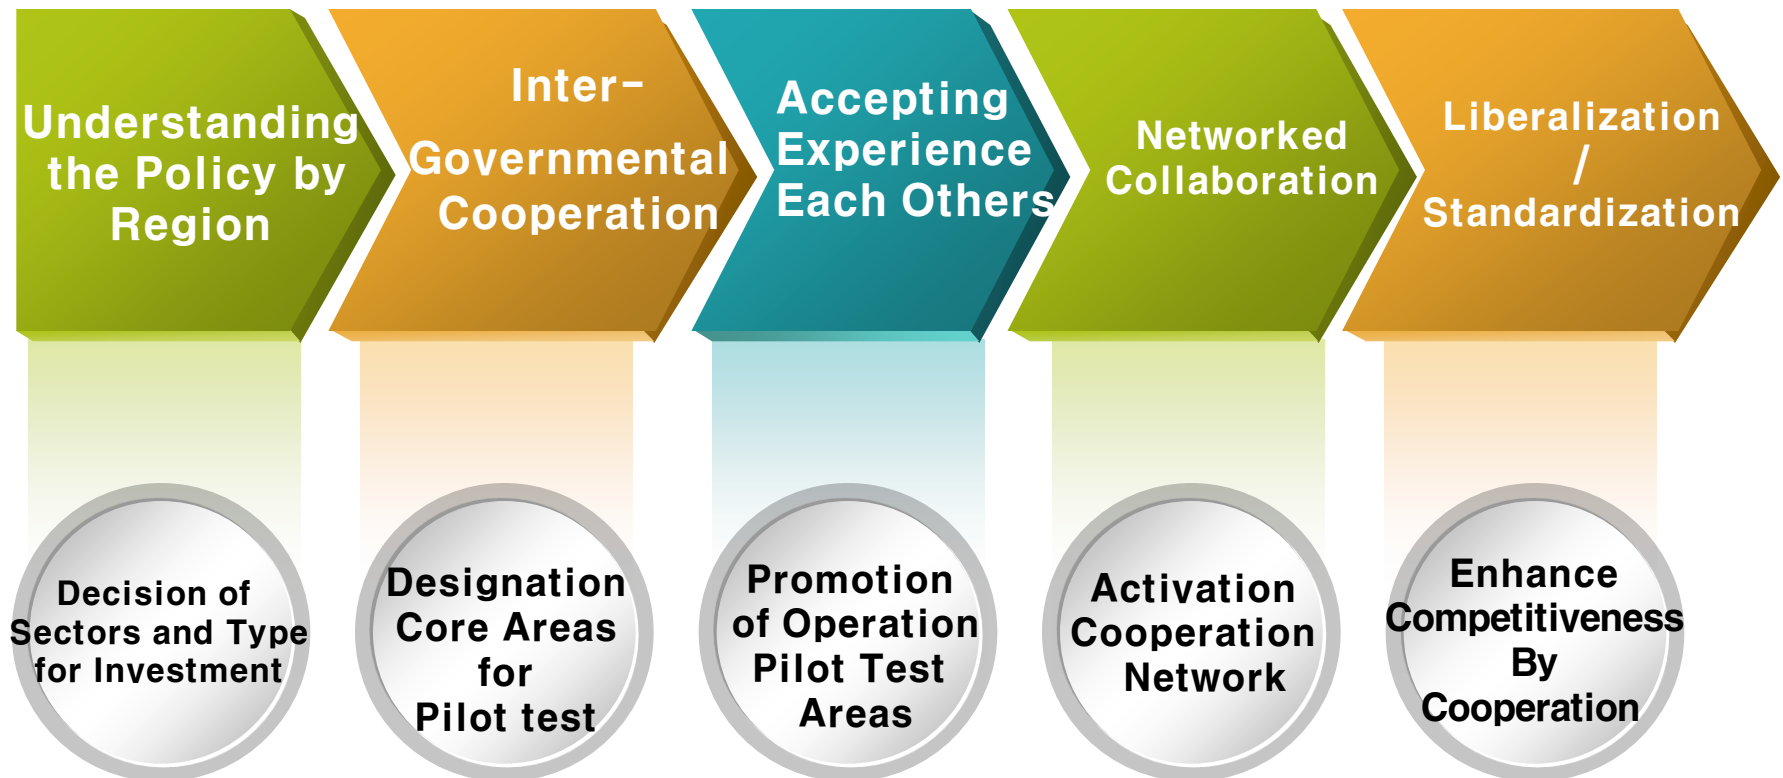 Understanding
the Policy by
Region
Inter-
Governmental
Cooperation
Accepting
Experience
Each Others
Networked
Collaboration
Liberalization
/
Standardization
Decision of
Sectors and Type
for Investment
Designation
Core Areas
for
Pilot test
Promotion
of Operation
Pilot Test
Areas
Activation
Cooperation
Network
Enhance
Competitiveness
By
Cooperation